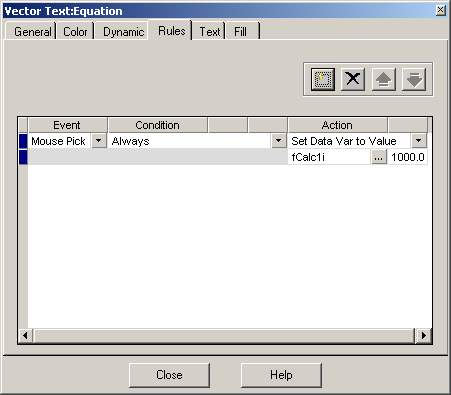 Vector Text:Equation
General Color Dynamic Rules Text Fill
Event Condition Action
Mouse Pick Always Set Data Var to Value
fCalc1i ... 1000.0
Close Help